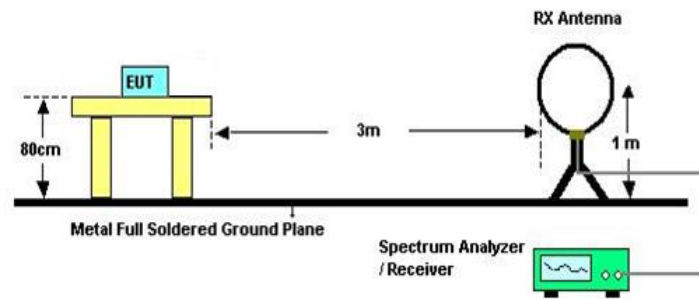 RX Antenna
EUT
80cm
3m
1 m
Metal Full Soldered Ground Plane
Spectrum Analyzer
/ Receiver